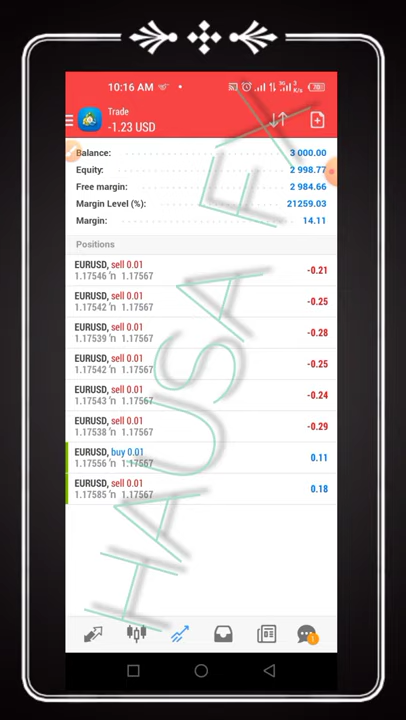 10:16 AM
Trade
-1.23 USD
Balance: 3 000.00
Equity: 2 998.77
Free margin: 2 984.66
Margin Level (%): 21259.03
Margin: 14.11
Positions
EURUSD, sell 0.01 -0.21
1.17546 'n 1.17567
EURUSD, sell 0.01 -0.25
1.17542 'n 1.17567
EURUSD, sell 0.01 -0.28
1.17539 'n 1.17567
EURUSD, sell 0.01 -0.25
1.17542 'n 1.17567
EURUSD, sell 0.01 -0.24
1.17543 'n 1.17567
EURUSD, sell 0.01 -0.29
1.17538 'n 1.17567
EURUSD, buy 0.01 0.11
1.17556 'n 1.17567
EURUSD, sell 0.01 0.18
1.17585 'n 1.17567
HAUSA FX
1